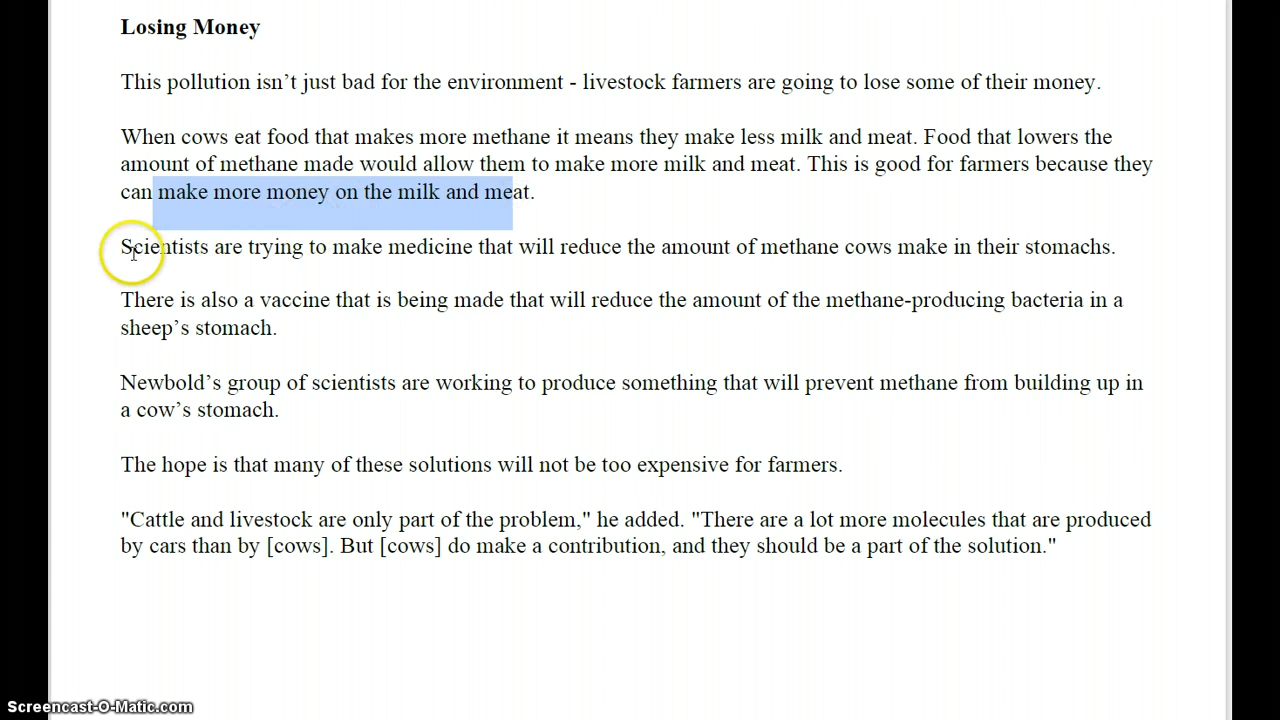 Losing Money
This pollution isn’t just bad for the environment - livestock farmers are going to lose some of their money.
When cows eat food that makes more methane it means they make less milk and meat. Food that lowers the
amount of methane made would allow them to make more milk and meat. This is good for farmers because they
can make more money on the milk and meat.
Scientists are trying to make medicine that will reduce the amount of methane cows make in their stomachs.
There is also a vaccine that is being made that will reduce the amount of the methane-producing bacteria in a
sheep’s stomach.
Newbold’s group of scientists are working to produce something that will prevent methane from building up in
a cow’s stomach.
The hope is that many of these solutions will not be too expensive for farmers.
"Cattle and livestock are only part of the problem," he added. "There are a lot more molecules that are produced
by cars than by [cows]. But [cows] do make a contribution, and they should be a part of the solution."
Screencast-O-Matic.com